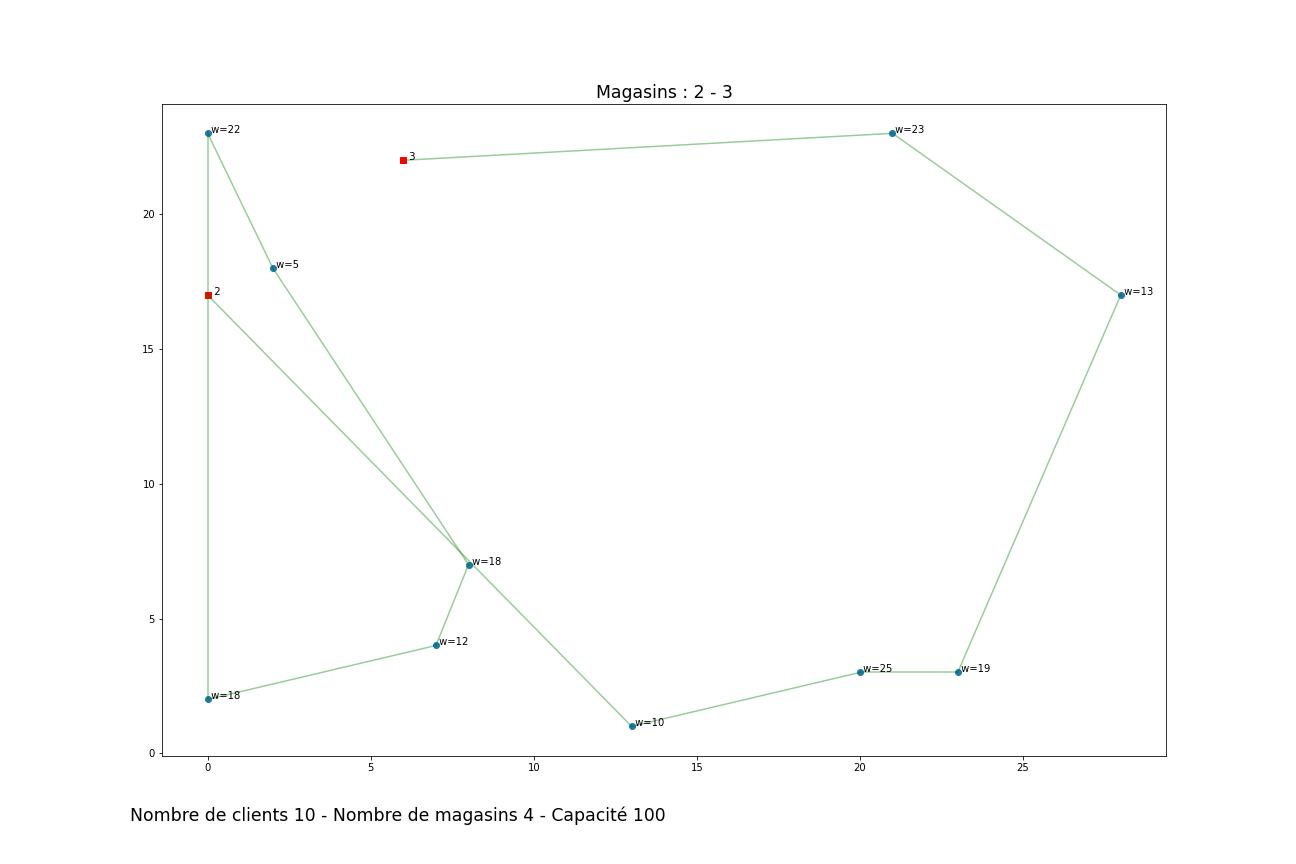 Magasins : 2 - 3
w=22
w=23
3
w=5
2
w=13
w=18
w=12
w=25
w=19
w=18
w=10
20
15
10
5
0
0 5 10 15 20 25
Nombre de clients 10 - Nombre de magasins 4 - Capacité 100